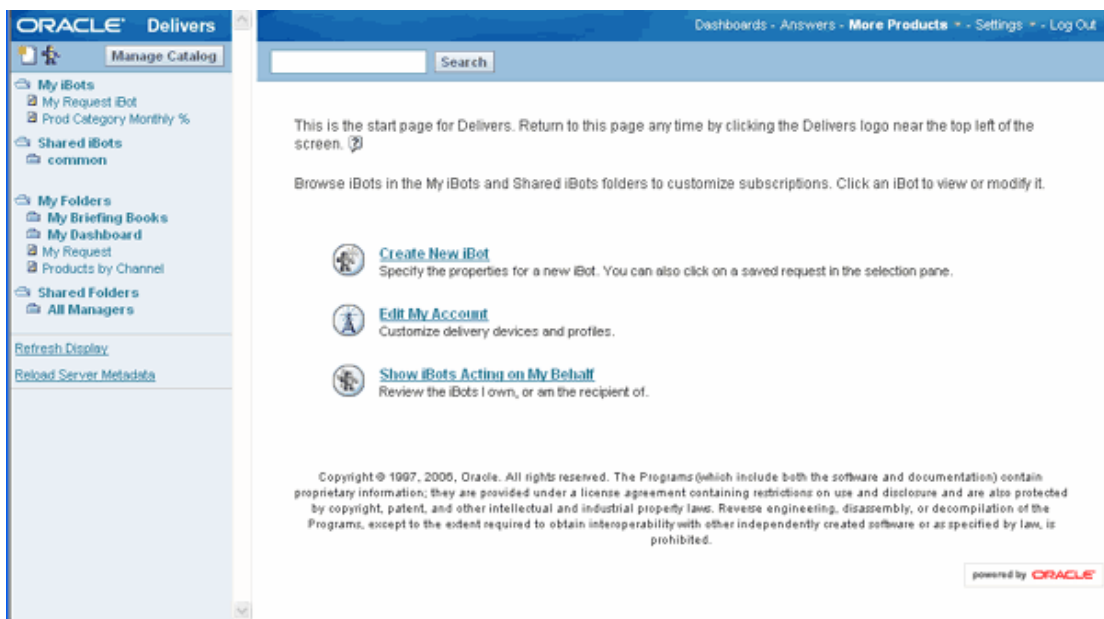 ORACLE Delivers
Dashboards - Answers - More Products - Settings - Log Out
Manage Catalog
Search
My iBots
My Request iBot
Prod Category Monthly %
Shared iBots
common
My Folders
My Briefing Books
My Dashboard
My Request
Products by Channel
Shared Folders
All Managers
Refresh Display
Reload Server Metadata
This is the start page for Delivers. Return to this page any time by clicking the Delivers logo near the top left of the
screen. ?
Browse iBots in the My iBots and Shared iBots folders to customize subscriptions. Click an iBot to view or modify it.
Create New iBot
Specify the properties for a new iBot. You can also click on a saved request in the selection pane.
Edit My Account
Customize delivery devices and profiles.
Show iBots Acting on My Behalf
Review the iBots I own, or am the recipient of.
Copyright © 1997, 2006, Oracle. All rights reserved. The Programs (which include both the software and documentation) contain
proprietary information; they are provided under a license agreement containing restrictions on use and disclosure and are also protected
by copyright, patent, and other intellectual and industrial property laws. Reverse engineering, disassembly, or decompilation of the
Programs, except to the extent required to obtain interoperability with other independently created software or as specified by law, is
prohibited.
powered by ORACLE